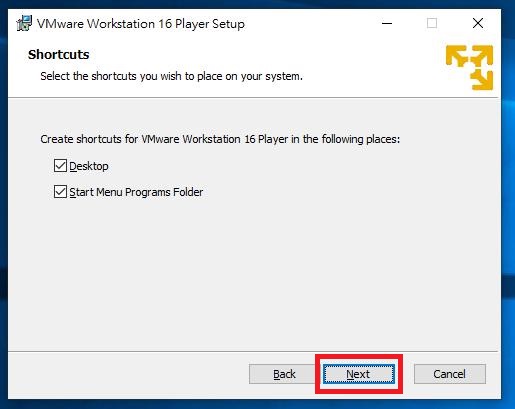 VMware Workstation 16 Player Setup
Shortcuts
Select the shortcuts you wish to place on your system.
Create shortcuts for VMware Workstation 16 Player in the following places:
Desktop
Start Menu Programs Folder
Back
Next
Cancel